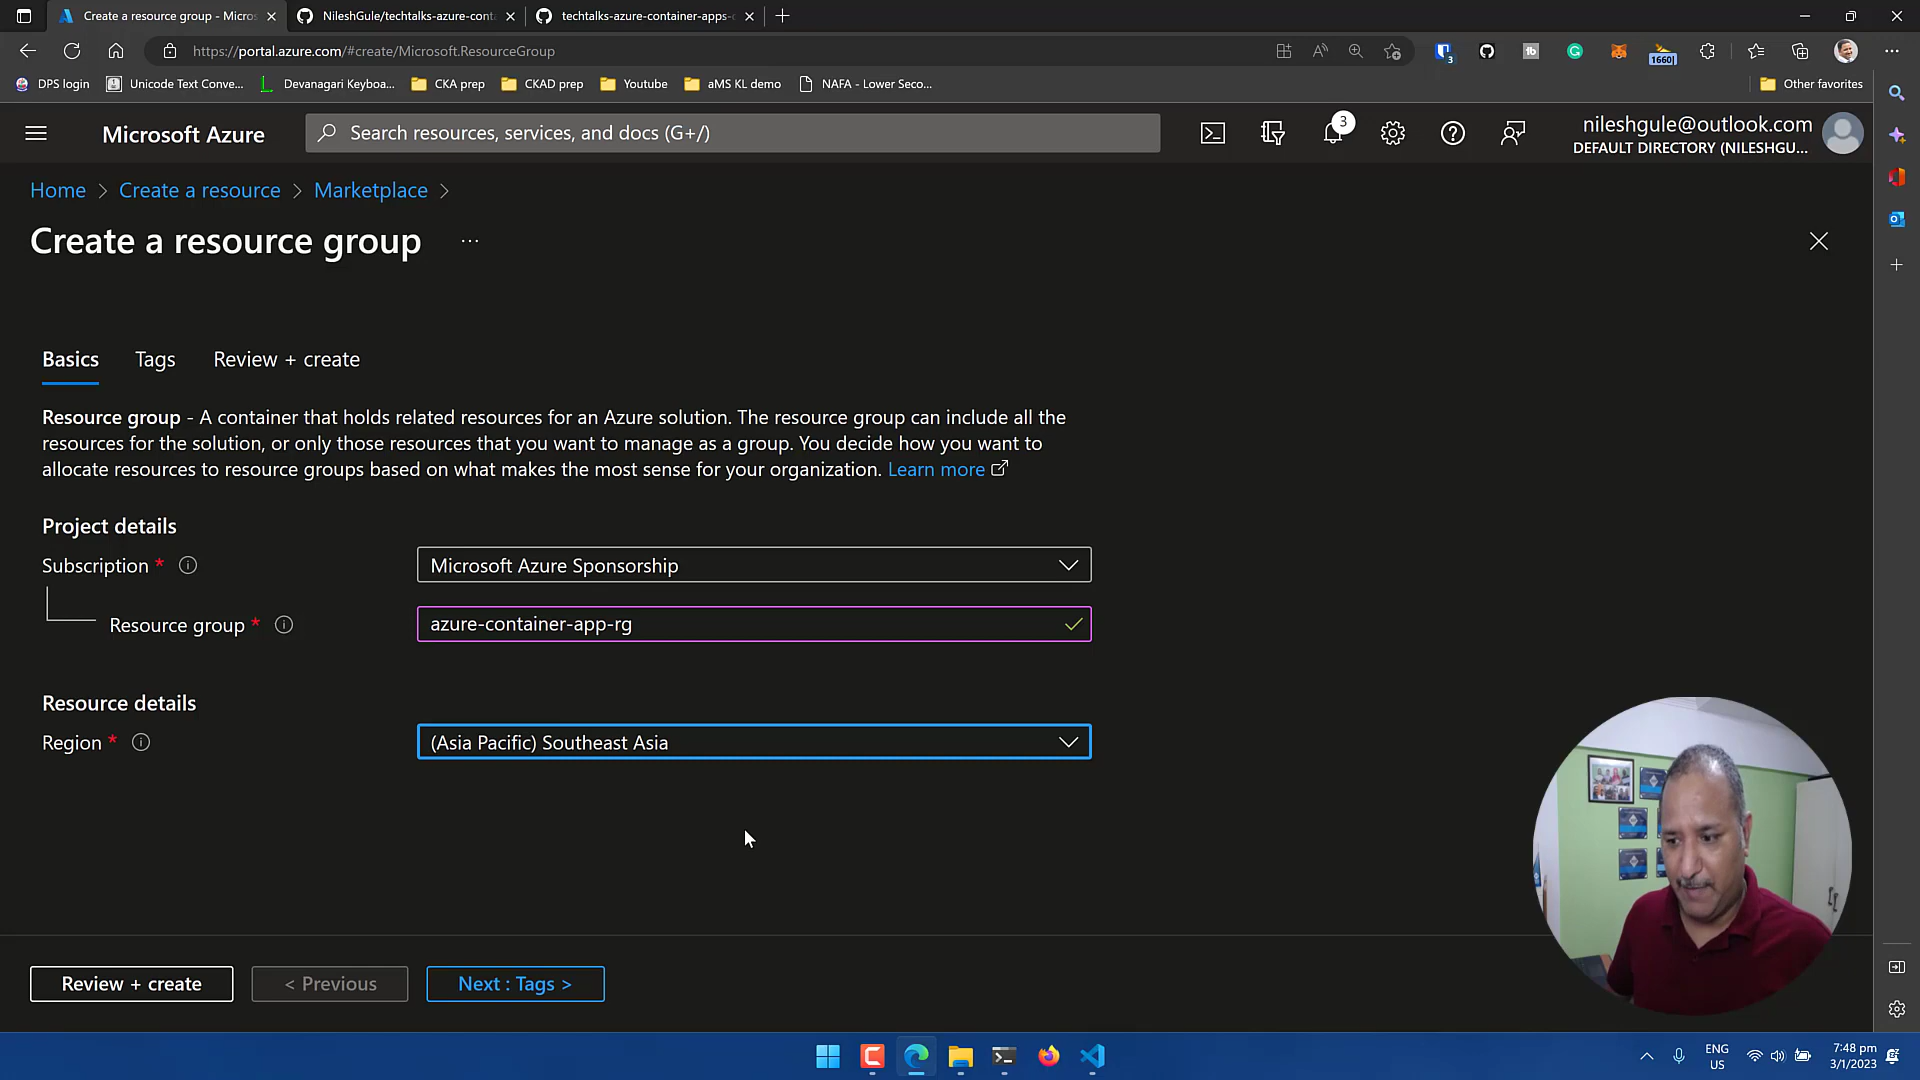 Create a resource group - Micros
NileshGule/techtalks-azure-cont
techtalks-azure-container-apps-
https://portal.azure.com/#create/Microsoft.ResourceGroup
3
1660J
DPS login
Unicode Text Conve...
Devanagari Keyboa...
CKA prep
CKAD prep
Youtube
aMS KL demo
NAFA - Lower Seco...
Other favorites
Microsoft Azure
Search resources, services, and docs (G+/)
3
nileshgule@outlook.com
DEFAULT DIRECTORY (NILESHGU...
Home > Create a resource > Marketplace >
Create a resource group ...
Basics
Tags
Review + create
Resource group - A container that holds related resources for an Azure solution. The resource group can include all the
resources for the solution, or only those resources that you want to manage as a group. You decide how you want to
allocate resources to resource groups based on what makes the most sense for your organization. Learn more
Project details
Subscription *
Microsoft Azure Sponsorship
Resource group *
azure-container-app-rg
Resource details
Region *
(Asia Pacific) Southeast Asia
Review + create
< Previous
Next : Tags >
ENG
US
7:48 pm
3/1/2023